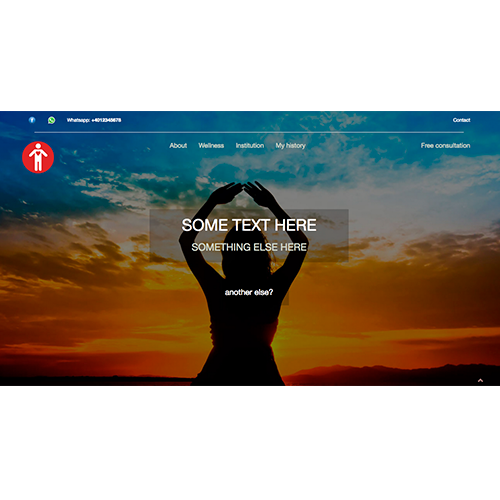 Whatsapp: +4012345678
Contact
About Wellness Institution My history Free consultation
SOME TEXT HERE
SOMETHING ELSE HERE
another else?